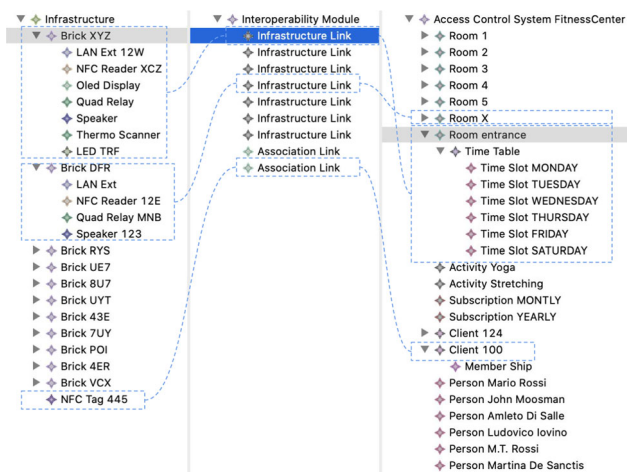 Infrastructure
Brick XYZ
LAN Ext 12W
NFC Reader XCZ
Oled Display
Quad Relay
Speaker
Thermo Scanner
LED TRF
Brick DFR
LAN Ext
NFC Reader 12E
Quad Relay MNB
Speaker 123
Brick RYS
Brick UE7
Brick 8U7
Brick UYT
Brick 43E
Brick 7UY
Brick POI
Brick 4ER
Brick VCX
NFC Tag 445
Interoperability Module
Infrastructure Link
Infrastructure Link
Infrastructure Link
Infrastructure Link
Infrastructure Link
Infrastructure Link
Infrastructure Link
Association Link
Association Link
Access Control System FitnessCenter
Room 1
Room 2
Room 3
Room 4
Room 5
Room X
Room entrance
Time Table
Time Slot MONDAY
Time Slot TUESDAY
Time Slot WEDNESDAY
Time Slot THURSDAY
Time Slot FRIDAY
Time Slot SATURDAY
Activity Yoga
Activity Stretching
Subscription MONTLY
Subscription YEARLY
Client 124
Client 100
Member Ship
Person Mario Rossi
Person John Moosman
Person Amleto Di Salle
Person Ludovico Iovino
Person M.T. Rossi
Person Martina De Sanctis